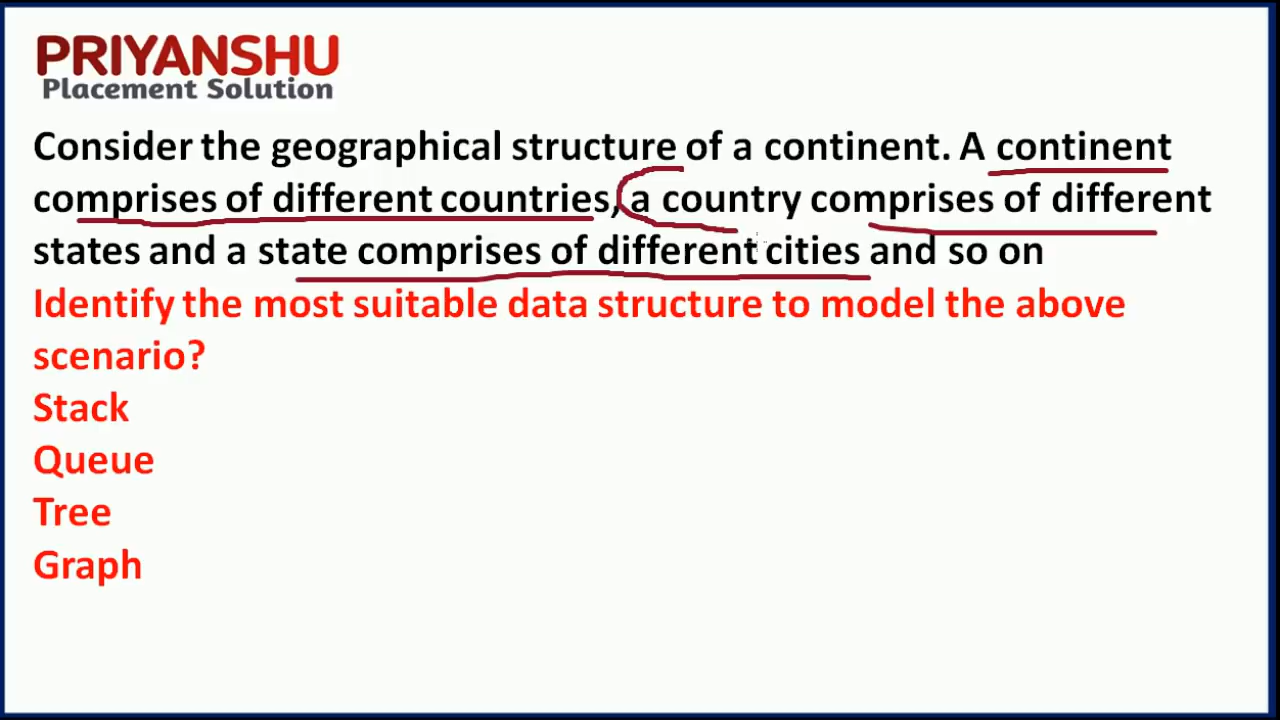 PRIYANSHU
Placement Solution
Consider the geographical structure of a continent. A continent
comprises of different countries, a country comprises of different
states and a state comprises of different cities and so on
Identify the most suitable data structure to model the above
scenario?
Stack
Queue
Tree
Graph